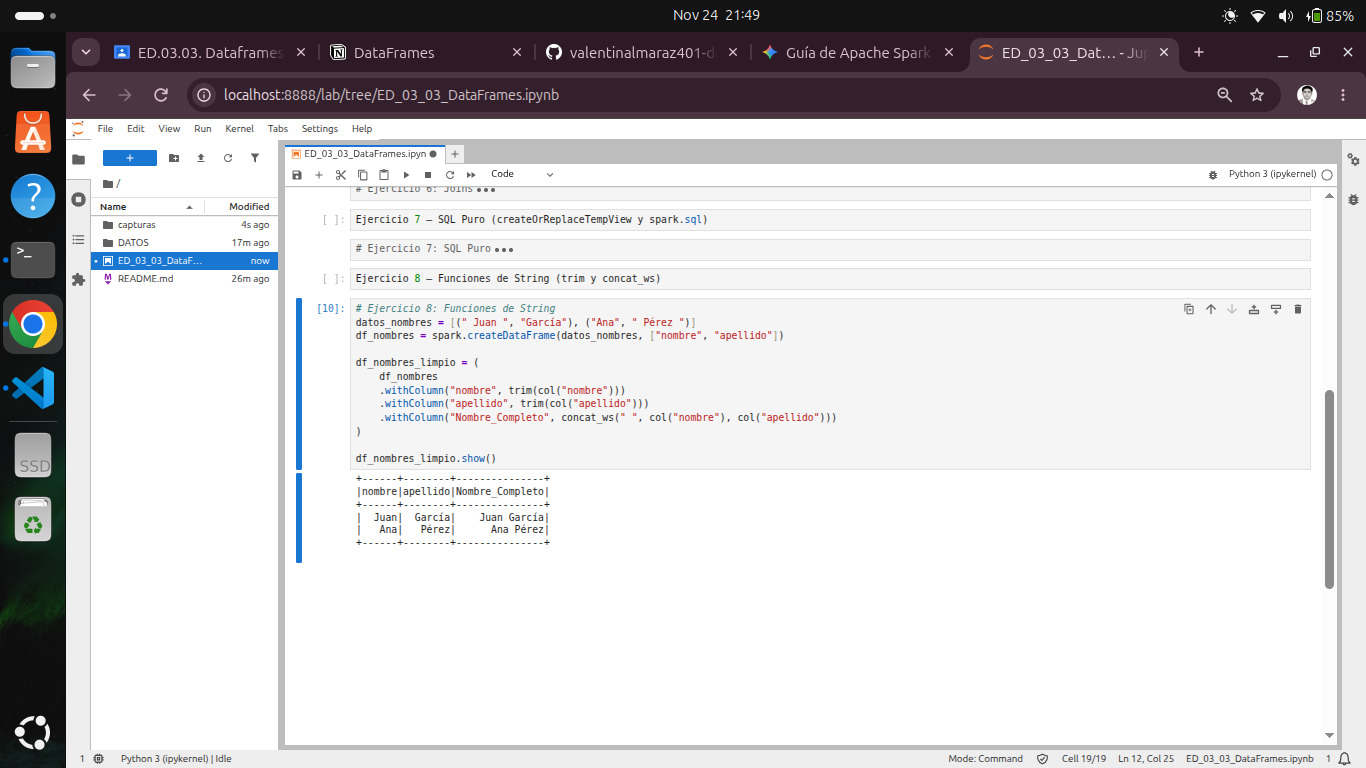 Nov 24 21:49
85%
ED.03.03. DataFrames
DataFrames
valentinalmaraz401-d
Guía de Apache Spark
ED_03_03_Dat… - Jup
localhost:8888/lab/tree/ED_03_03_DataFrames.ipynb
File Edit View Run Kernel Tabs Settings Help
ED_03_03_DataFrames.ipyn
Code
Python 3 (ipykernel)
/
Name Modified
capturas 4s ago
DATOS 17m ago
ED_03_03_DataF… now
README.md 26m ago
# Ejercicio 6: Joins •••
[ ]: Ejercicio 7 — SQL Puro (createOrReplaceTempView y spark.sql)
# Ejercicio 7: SQL Puro •••
[ ]: Ejercicio 8 — Funciones de String (trim y concat_ws)
[10]: # Ejercicio 8: Funciones de String
datos_nombres = [(" Juan ", "García"), ("Ana", " Pérez ")]
df_nombres = spark.createDataFrame(datos_nombres, ["nombre", "apellido"])
df_nombres_limpio = (
    df_nombres
    .withColumn("nombre", trim(col("nombre")))
    .withColumn("apellido", trim(col("apellido")))
    .withColumn("Nombre_Completo", concat_ws(" ", col("nombre"), col("apellido")))
)
df_nombres_limpio.show()
+------+--------+---------------+
|nombre|apellido|Nombre_Completo|
+------+--------+---------------+
|  Juan|  García|    Juan García|
|   Ana|   Pérez|      Ana Pérez|
+------+--------+---------------+
SSD
1 Python 3 (ipykernel) | Idle
Mode: Command Cell 19/19 Ln 12, Col 25 ED_03_03_DataFrames.ipynb 1